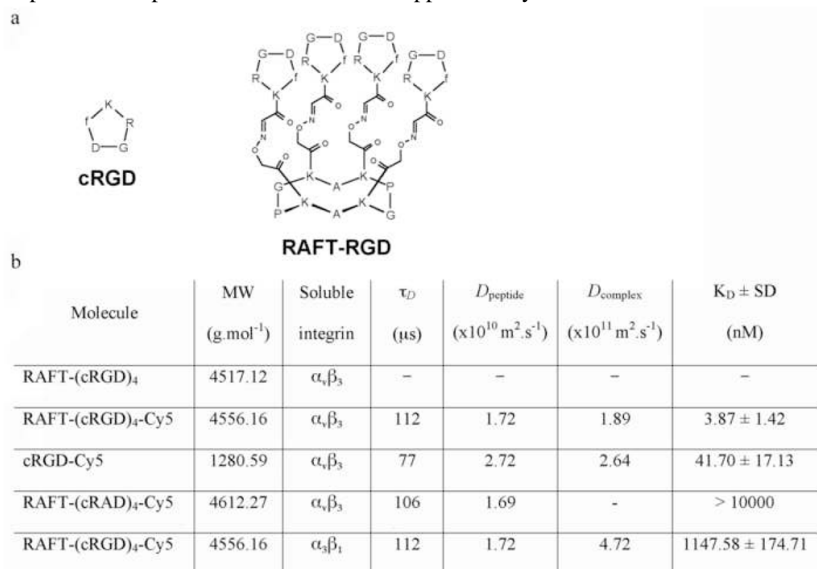 a
K
f R
D G
cRGD
G D G D G D G D
R f R f R f R f
K K K K
O O O O
N N N N
O O O O
O O O O
K A K
G P
K K
P A G
RAFT-RGD
b
Molecule MW (g.mol⁻¹) Soluble integrin τD (µs) Dpeptide (x10¹⁰ m².s⁻¹) Dcomplex (x10¹¹ m².s⁻¹) KD ± SD (nM)
RAFT-(cRGD)₄ 4517.12 αvβ₃ – – – –
RAFT-(cRGD)₄-Cy5 4556.16 αvβ₃ 112 1.72 1.89 3.87 ± 1.42
cRGD-Cy5 1280.59 αvβ₃ 77 2.72 2.64 41.70 ± 17.13
RAFT-(cRAD)₄-Cy5 4612.27 αvβ₃ 106 1.69 - > 10000
RAFT-(cRGD)₄-Cy5 4556.16 α₃β₁ 112 1.72 4.72 1147.58 ± 174.71